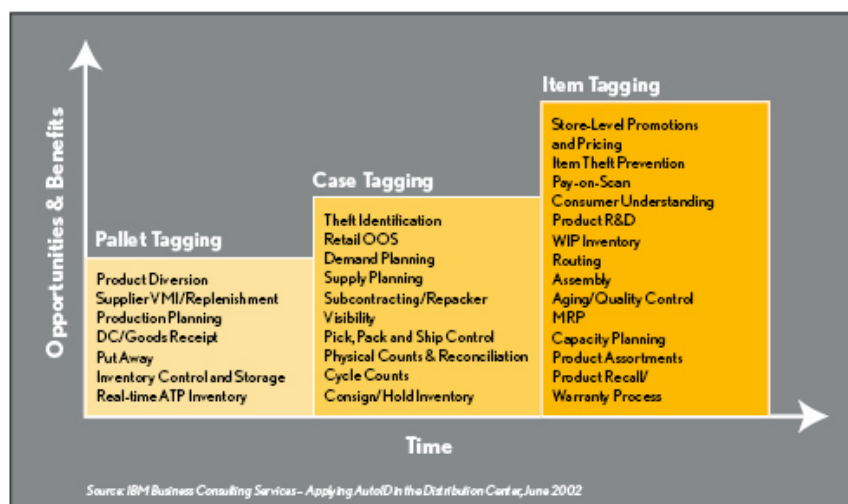 Opportunities & Benefits
Pallet Tagging
Product Diversion
Supplier VMI/Replenishment
Production Planning
DC/Goods Receipt
Put Away
Inventory Control and Storage
Real-time ATP Inventory
Case Tagging
Theft Identification
Retail OOS
Demand Planning
Supply Planning
Subcontracting/Repacker
Visibility
Pick, Pack and Ship Control
Physical Counts & Reconciliation
Cycle Counts
Consign/Hold Inventory
Item Tagging
Store-Level Promotions
and Pricing
Item Theft Prevention
Pay-on-Scan
Consumer Understanding
Product R&D
WIP Inventory
Routing
Assembly
Aging/Quality Control
MRP
Capacity Planning
Product Assortments
Product Recall/
Warranty Process
Time
Source: IBM Business Consulting Services – Applying AutoID in the Distribution Center, June 2002